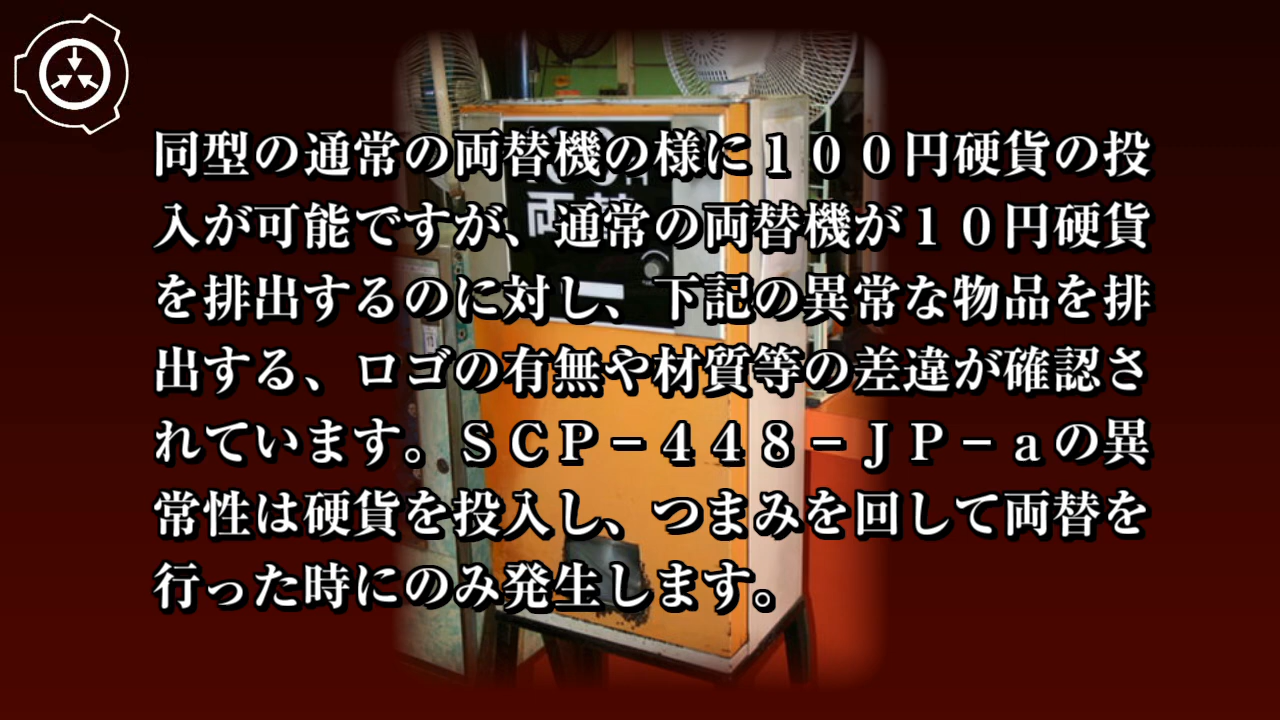 同型の通常の両替機の様に１００円硬貨の投
入が可能ですが、通常の両替機が１０円硬貨
を排出するのに対し、下記の異常な物品を排
出する、ロゴの有無や材質等の差違が確認さ
れています。ＳＣＰ－４４８－ＪＰ－ａの異
常性は硬貨を投入し、つまみを回して両替を
行った時にのみ発生します。
両替